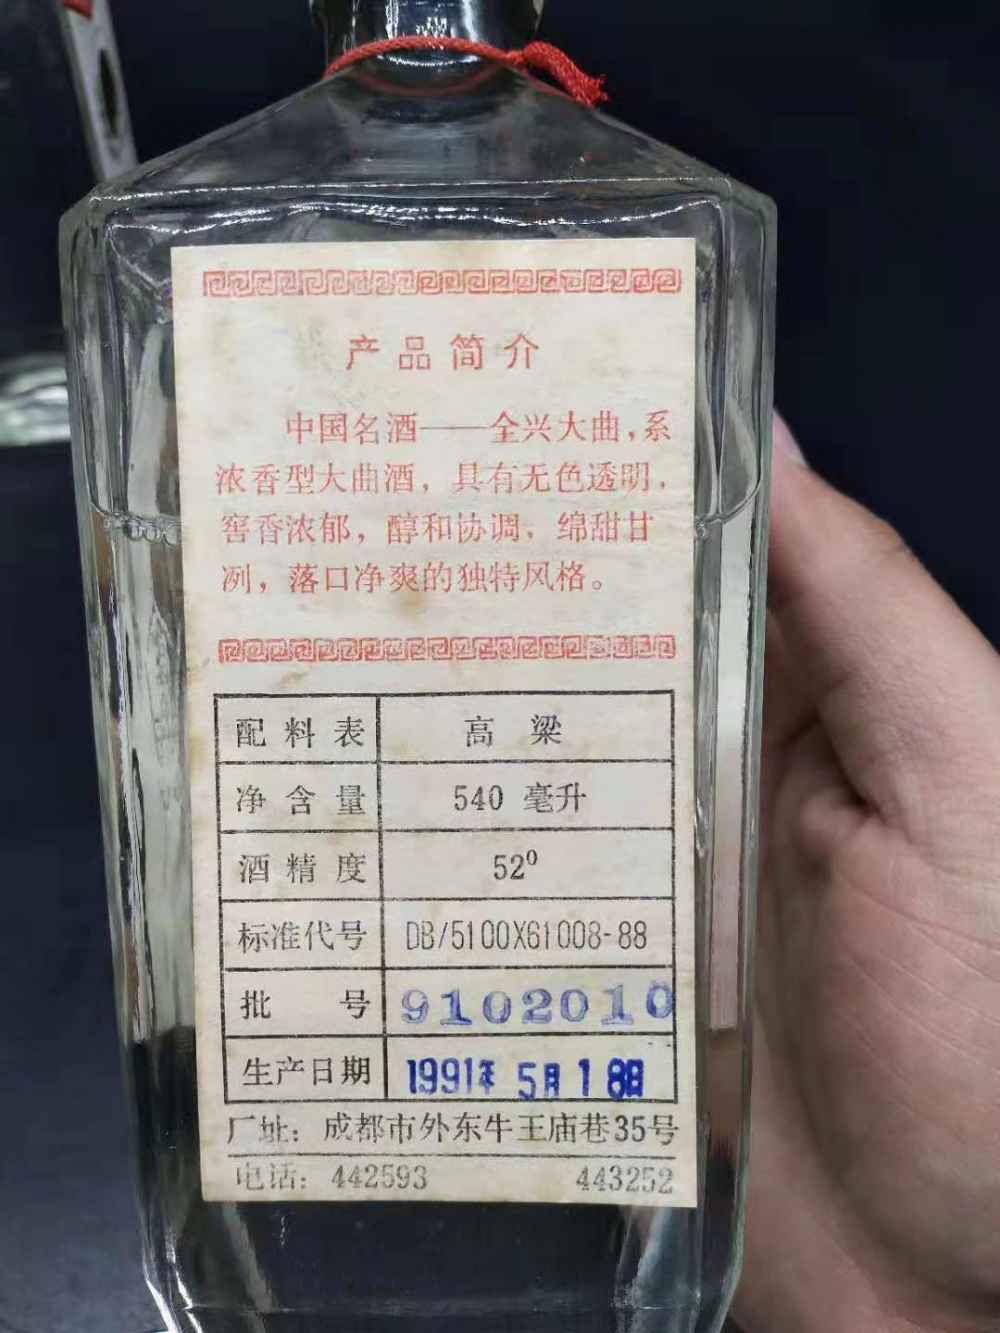 产品简介
中国名酒——全兴大曲,系
浓香型大曲酒,具有无色透明,
窖香浓郁,醇和协调,绵甜甘
冽,落口净爽的独特风格。
配料表 高粱
净含量 540 毫升
酒精度 52⁰
标准代号 DB/5100X61008-88
批号 9102010
生产日期 1991年 5月18日
厂址:成都市外东牛王庙巷35号
电话:442593 443252